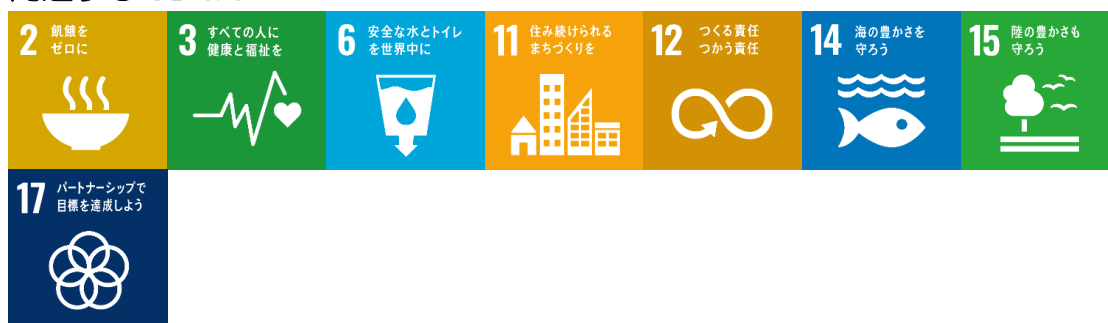 2 飢餓を
ゼロに
3 すべての人に
健康と福祉を
6 安全な水とトイレ
を世界中に
11 住み続けられる
まちづくりを
12 つくる責任
つかう責任
14 海の豊かさを
守ろう
15 陸の豊かさも
守ろう
17 パートナーシップで
目標を達成しよう